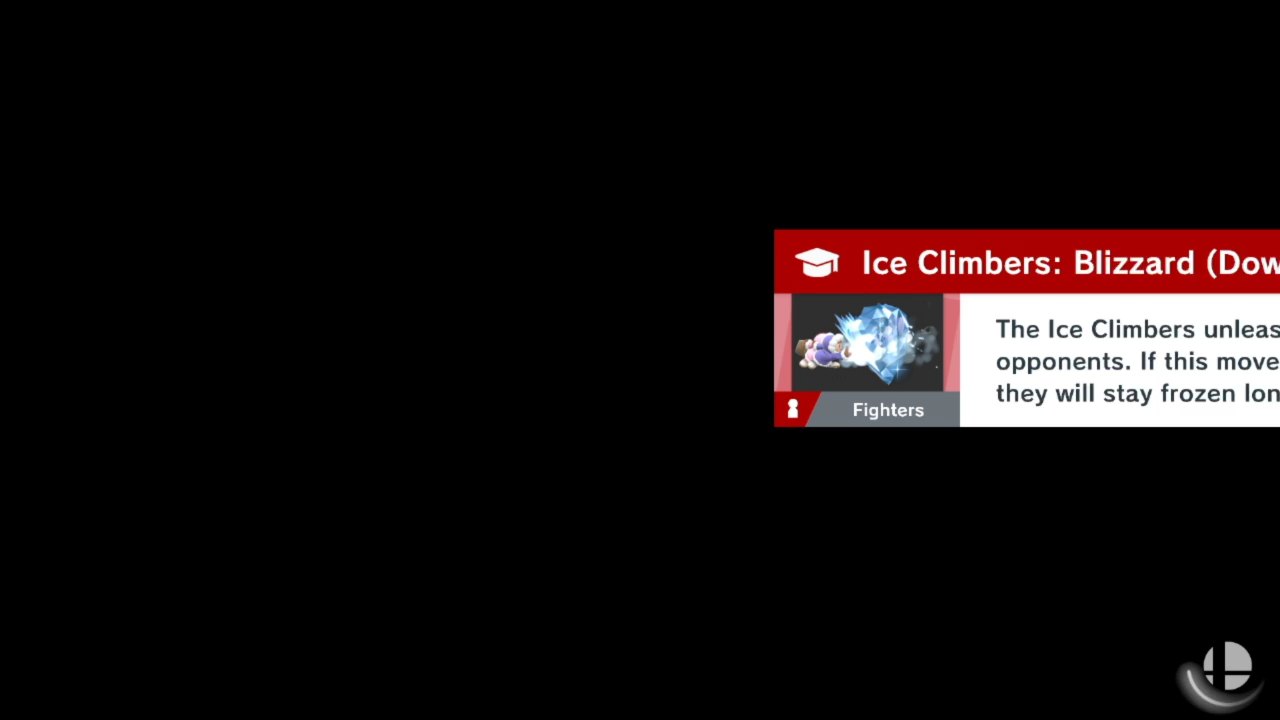 Ice Climbers: Blizzard (Dow
The Ice Climbers unleas
opponents. If this move
they will stay frozen lon
Fighters